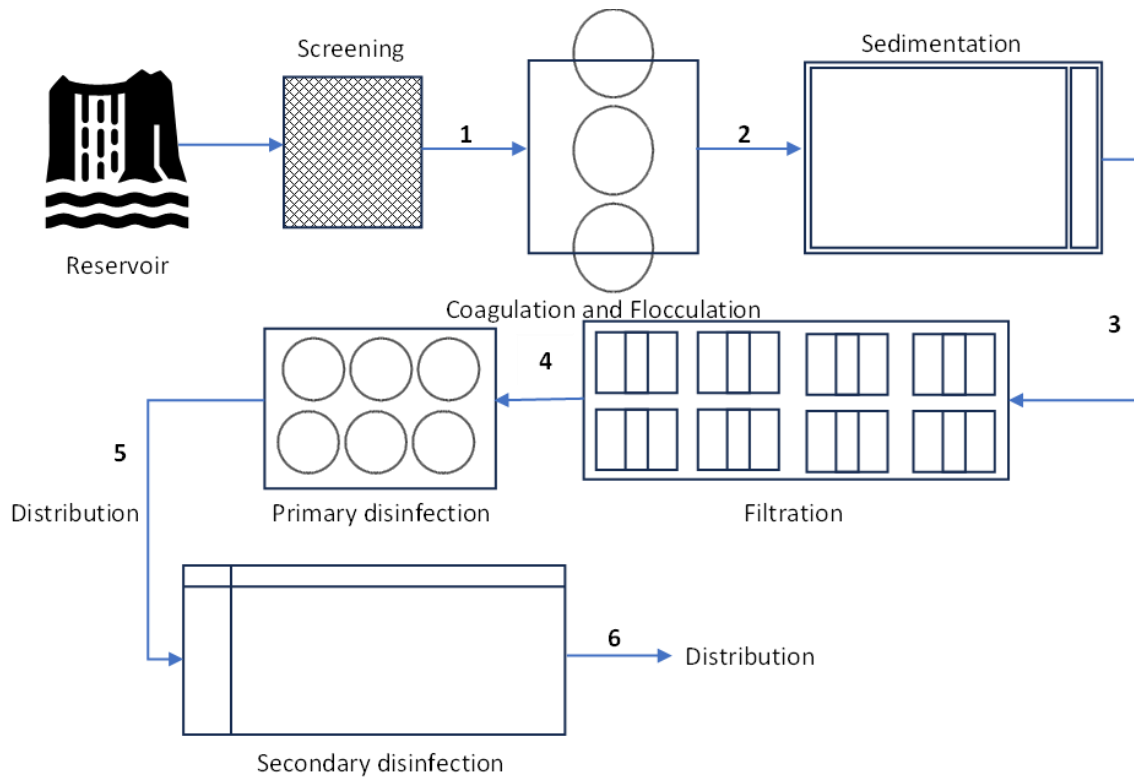 Screening
Sedimentation
1
2
Reservoir
Coagulation and Flocculation
3
4
5
Distribution
Primary disinfection
Filtration
6
Distribution
Secondary disinfection